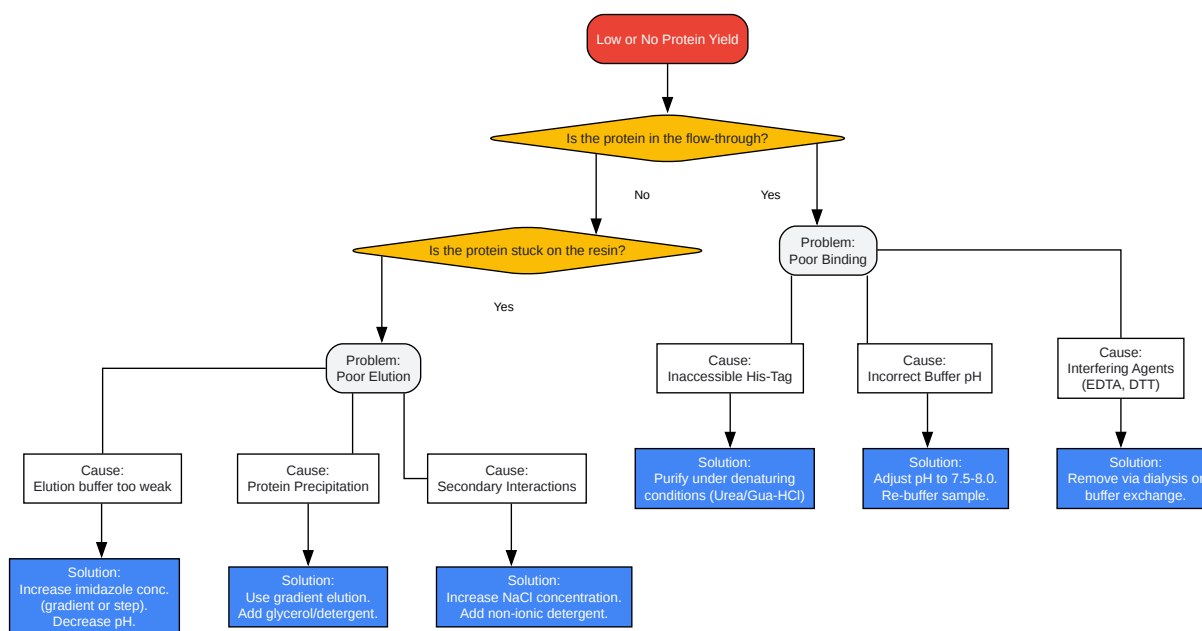 Low or No Protein Yield
Is the protein in the flow-through?
No
Yes
Is the protein stuck on the resin?
Problem:
Poor Binding
Yes
Problem:
Poor Elution
Cause:
Inaccessible His-Tag
Cause:
Incorrect Buffer pH
Cause:
Interfering Agents
(EDTA, DTT)
Cause:
Elution buffer too weak
Cause:
Protein Precipitation
Cause:
Secondary Interactions
Solution:
Purify under denaturing
conditions (Urea/Gua-HCl)
Solution:
Adjust pH to 7.5-8.0.
Re-buffer sample.
Solution:
Remove via dialysis or
buffer exchange.
Solution:
Increase imidazole conc.
(gradient or step).
Decrease pH.
Solution:
Use gradient elution.
Add glycerol/detergent.
Solution:
Increase NaCl concentration.
Add non-ionic detergent.